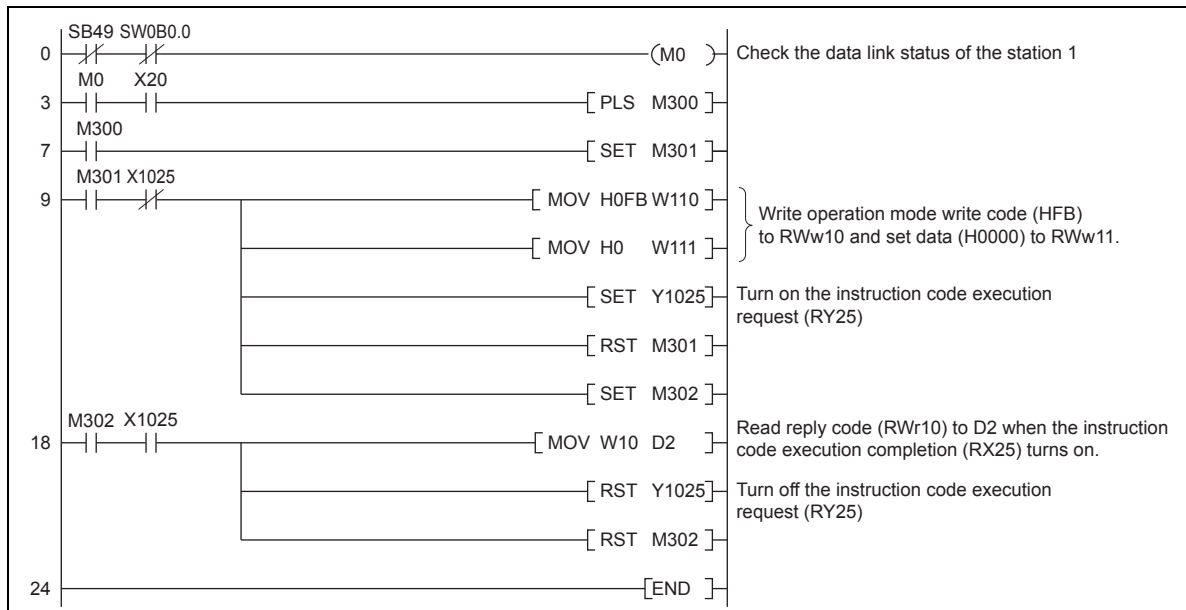 SB49 SW0B0.0
0 (M0 ) Check the data link status of the station 1
M0 X20
3 [ PLS M300 ]
M300
7 [ SET M301 ]
M301 X1025
9 [ MOV H0FB W110 ]
Write operation mode write code (HFB)
to RWw10 and set data (H0000) to RWw11.
[ MOV H0 W111 ]
[ SET Y1025] Turn on the instruction code execution
request (RY25)
[ RST M301 ]
[ SET M302 ]
M302 X1025
18 [ MOV W10 D2 ] Read reply code (RWr10) to D2 when the instruction
code execution completion (RX25) turns on.
[ RST Y1025] Turn off the instruction code execution
request (RY25)
[ RST M302 ]
24 [END ]